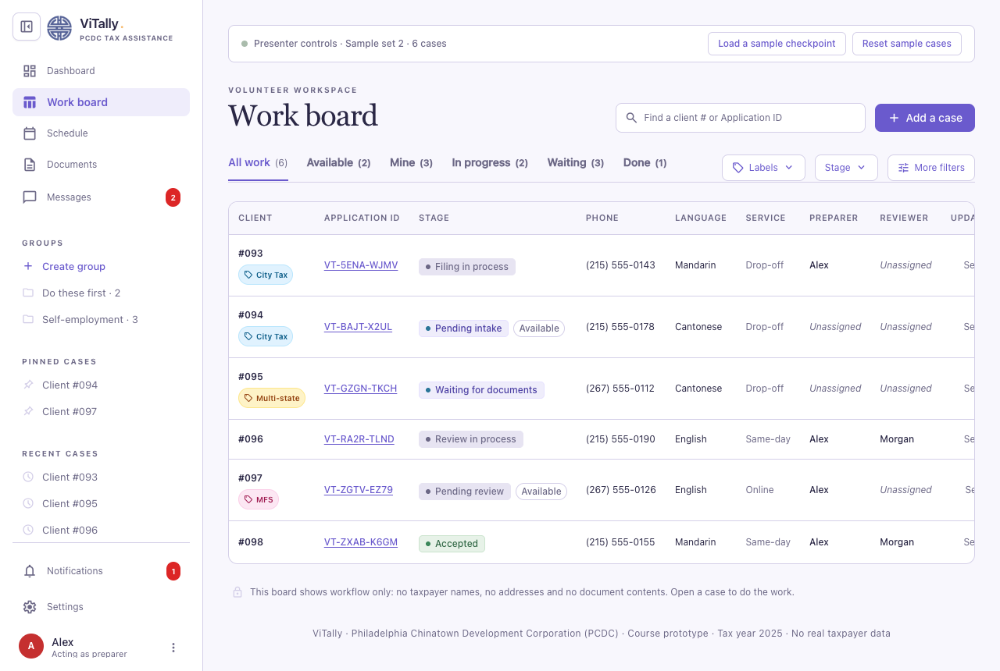 ViTally.
PCDC TAX ASSISTANCE
Dashboard
Work board
Schedule
Documents
Messages 2
GROUPS
Create group
Do these first · 2
Self-employment · 3
PINNED CASES
Client #094
Client #097
RECENT CASES
Client #093
Client #095
Client #096
Notifications 1
Settings
A
Alex
Acting as preparer
Presenter controls · Sample set 2 · 6 cases
Load a sample checkpoint
Reset sample cases
VOLUNTEER WORKSPACE
Work board
Find a client # or Application ID
Add a case
All work (6) Available (2) Mine (3) In progress (2) Waiting (3) Done (1)
Labels Stage More filters
CLIENT APPLICATION ID STAGE PHONE LANGUAGE SERVICE PREPARER REVIEWER UPDA
#093
City Tax
VT-5ENA-WJMV Filing in process (215) 555-0143 Mandarin Drop-off Alex Unassigned Se
#094
City Tax
VT-BAJT-X2UL Pending intake Available (215) 555-0178 Cantonese Drop-off Unassigned Unassigned Se
#095
Multi-state
VT-GZGN-TKCH Waiting for documents (267) 555-0112 Cantonese Drop-off Unassigned Unassigned Se
#096 VT-RA2R-TLND Review in process (215) 555-0190 English Same-day Alex Morgan Se
#097
MFS
VT-ZGTV-EZ79 Pending review Available (267) 555-0126 English Online Alex Unassigned Se
#098 VT-ZXAB-K6GM Accepted (215) 555-0155 Mandarin Same-day Alex Morgan Se
This board shows workflow only: no taxpayer names, no addresses and no document contents. Open a case to do the work.
ViTally · Philadelphia Chinatown Development Corporation (PCDC) · Course prototype · Tax year 2025 · No real taxpayer data